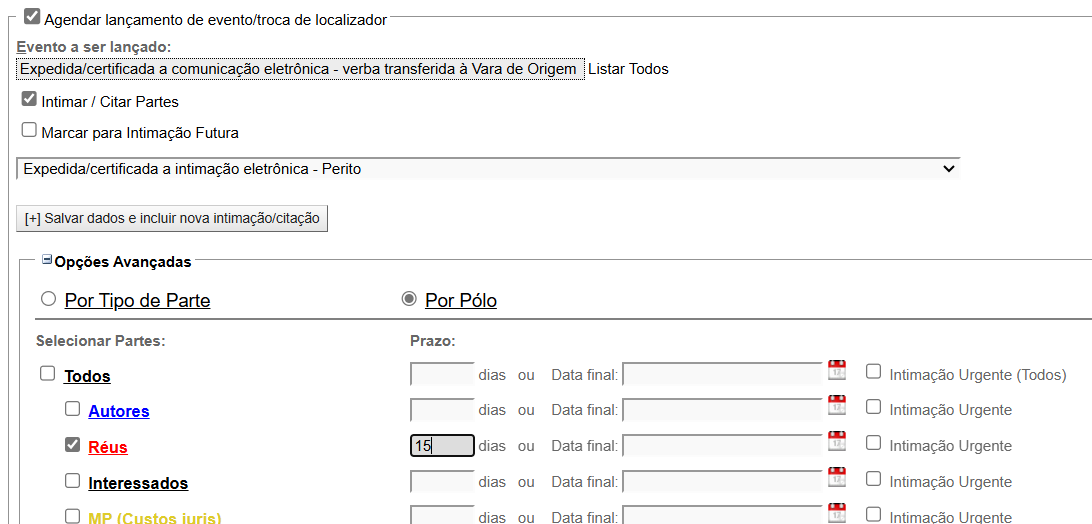 Agendar lançamento de evento/troca de localizador
Evento a ser lançado:
Expedida/certificada a comunicação eletrônica - verba transferida à Vara de Origem Listar Todos
Intimar / Citar Partes
Marcar para Intimação Futura
Expedida/certificada a intimação eletrônica - Perito
[+] Salvar dados e incluir nova intimação/citação
Opções Avançadas
Por Tipo de Parte Por Pólo
Selecionar Partes: Prazo:
Todos dias ou Data final: Intimação Urgente (Todos)
Autores dias ou Data final: Intimação Urgente
Réus 15 dias ou Data final: Intimação Urgente
Interessados dias ou Data final: Intimação Urgente
MP (Custos iuris) dias ou Data final: Intimação Urgente